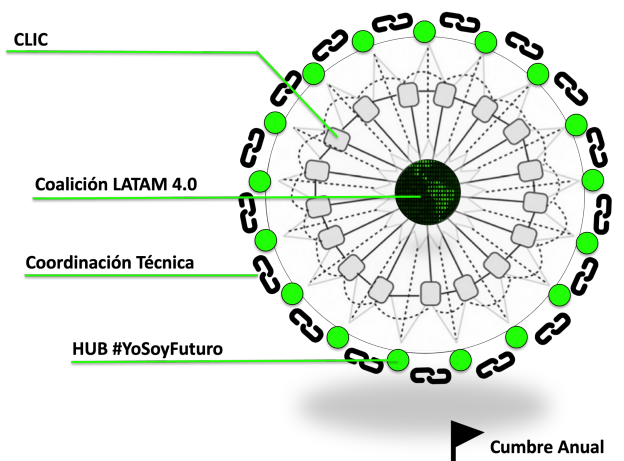 CLIC
Coalición LATAM 4.0
Coordinación Técnica
HUB #YoSoyFuturo
Cumbre Anual